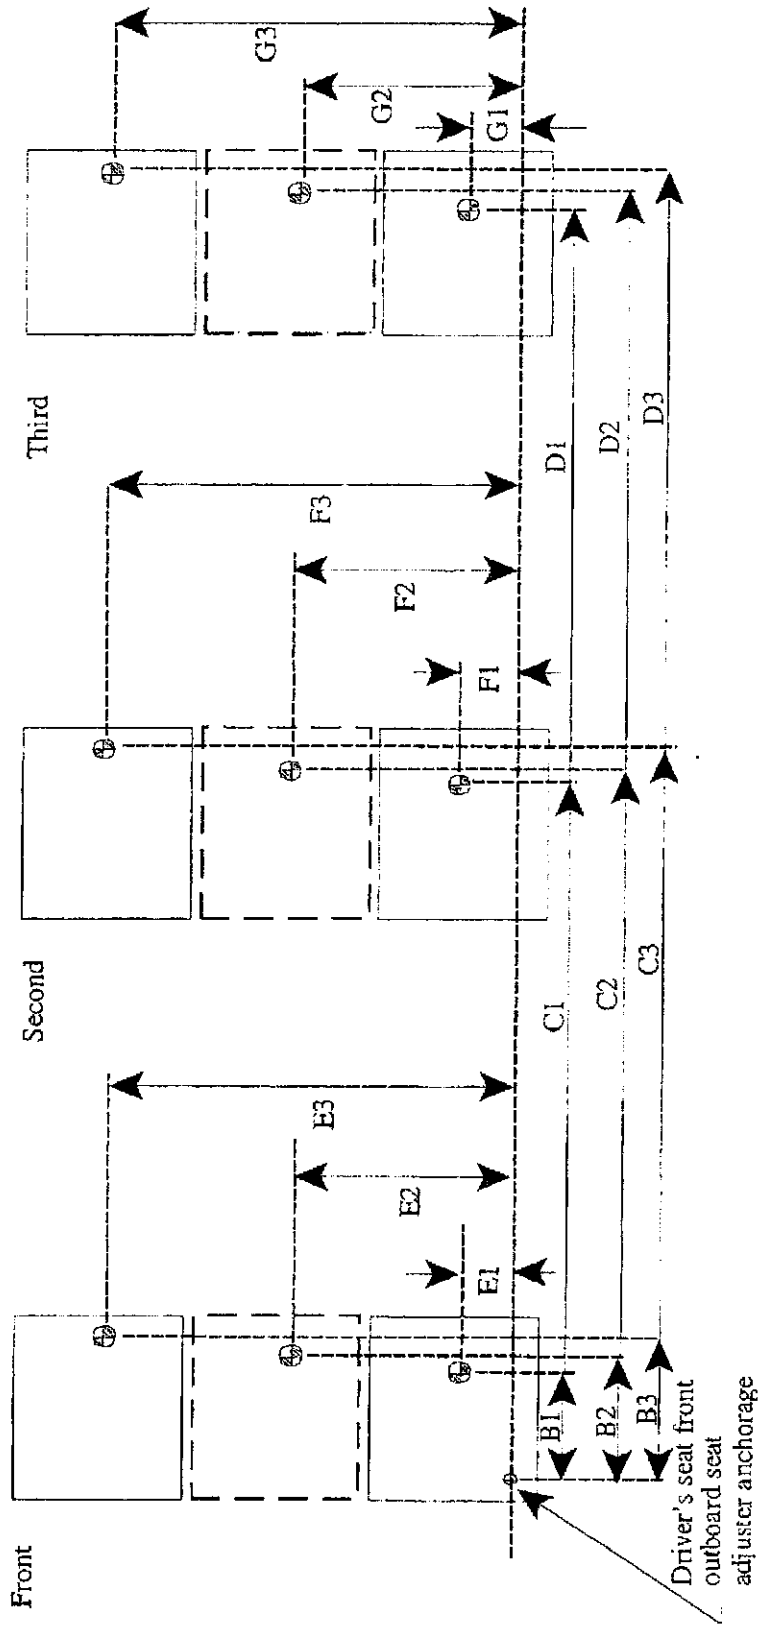 Front
Second
Third
E1
E2
E3
F1
F2
F3
G1
G2
G3
B1
B2
B3
C1
C2
C3
D1
D2
D3
Driver's seat front
outboard seat
adjuster anchorage